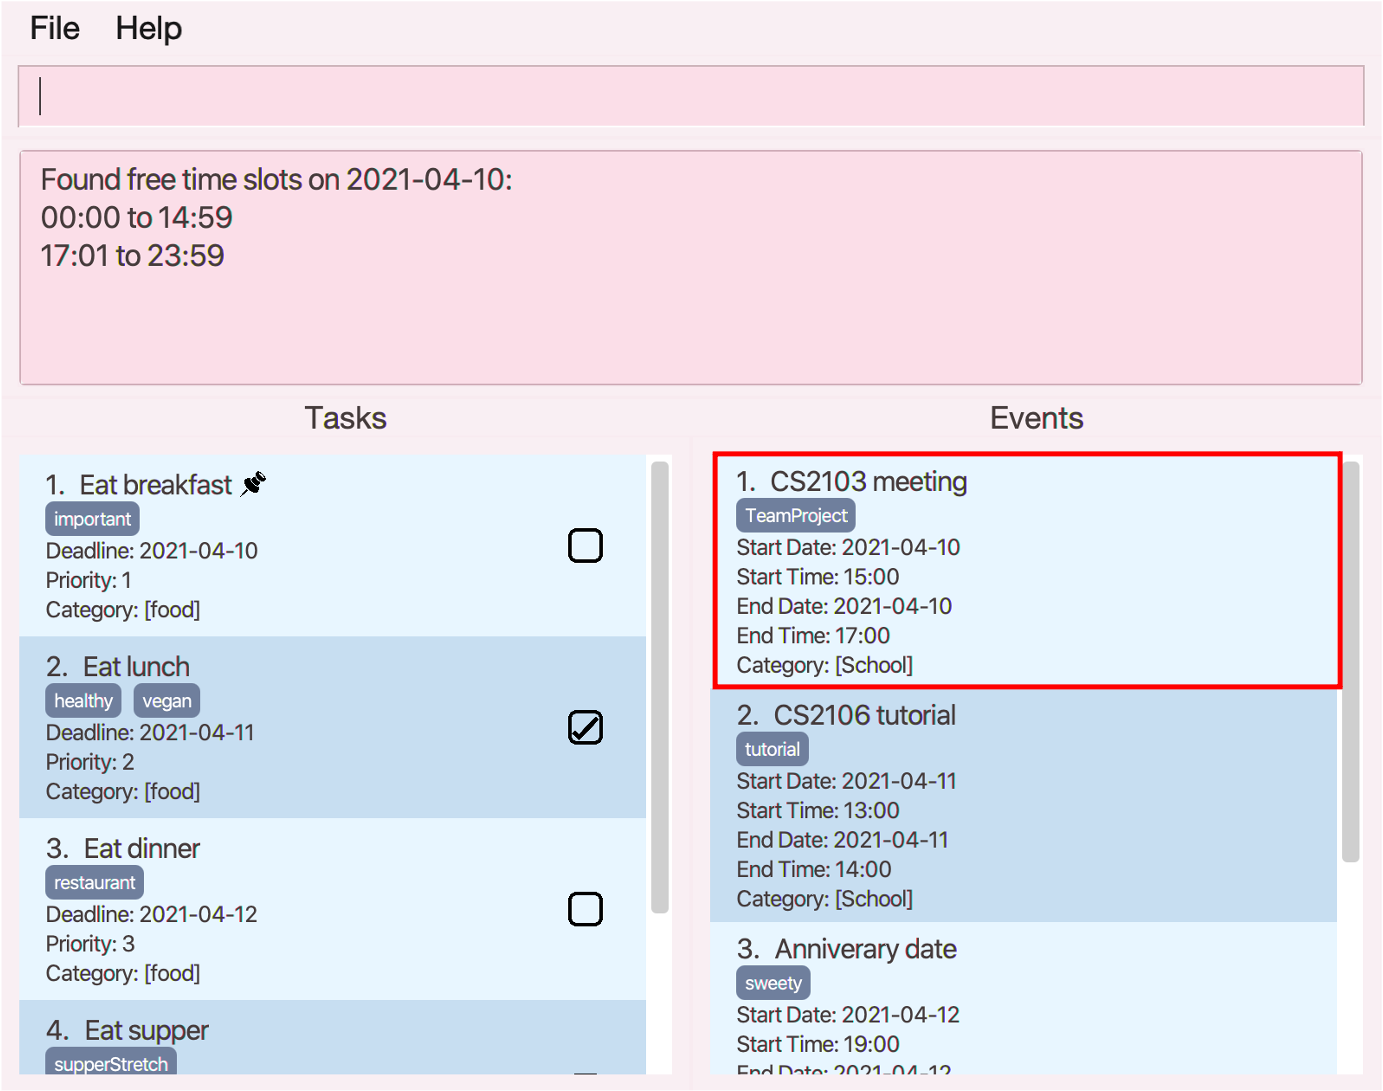 File Help
Found free time slots on 2021-04-10:
00:00 to 14:59
17:01 to 23:59
Tasks
1. Eat breakfast
important
Deadline: 2021-04-10
Priority: 1
Category: [food]
2. Eat lunch
healthy vegan
Deadline: 2021-04-11
Priority: 2
Category: [food]
3. Eat dinner
restaurant
Deadline: 2021-04-12
Priority: 3
Category: [food]
4. Eat supper
supperStretch
Events
1. CS2103 meeting
TeamProject
Start Date: 2021-04-10
Start Time: 15:00
End Date: 2021-04-10
End Time: 17:00
Category: [School]
2. CS2106 tutorial
tutorial
Start Date: 2021-04-11
Start Time: 13:00
End Date: 2021-04-11
End Time: 14:00
Category: [School]
3. Anniverary date
sweety
Start Date: 2021-04-12
Start Time: 19:00
End Date: 2021-04-12